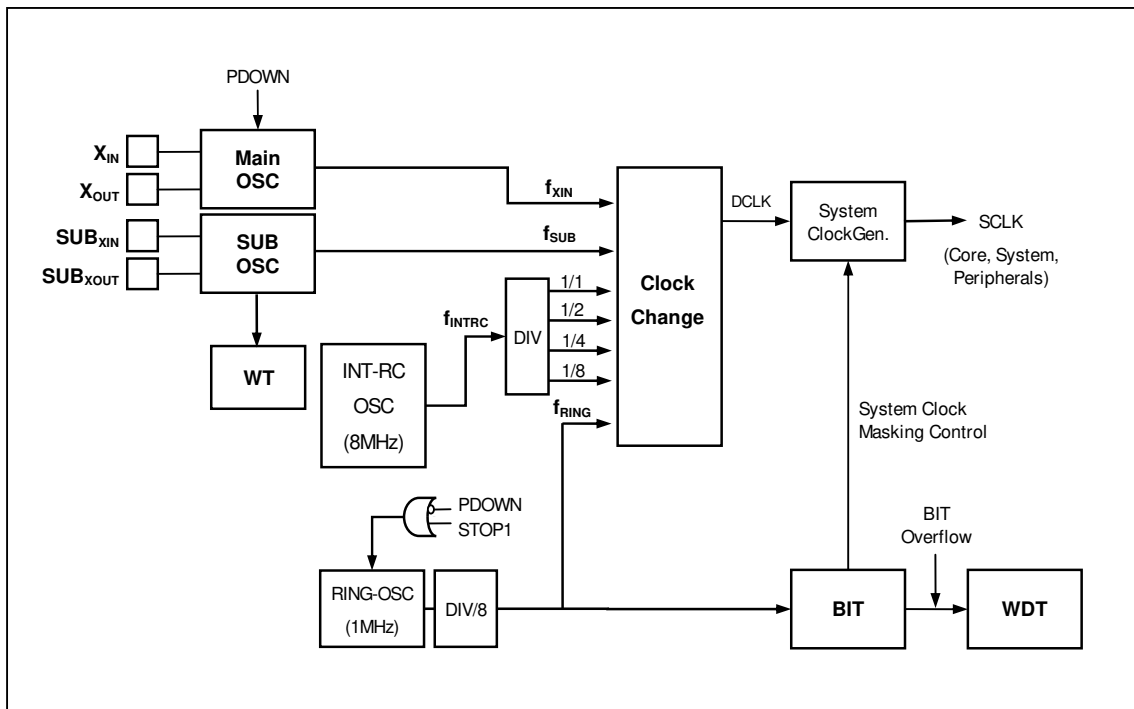 PDOWN
XIN
XOUT
Main
OSC
fXIN
SUBXIN
SUBXOUT
SUB
OSC
fSUB
WT
INT-RC
OSC
(8MHz)
fINTRC
DIV
1/1
1/2
1/4
1/8
fRING
Clock
Change
DCLK
System
ClockGen.
SCLK
(Core, System,
Peripherals)
System Clock
Masking Control
PDOWN
STOP1
RING-OSC
(1MHz)
DIV/8
BIT
BIT
Overflow
WDT